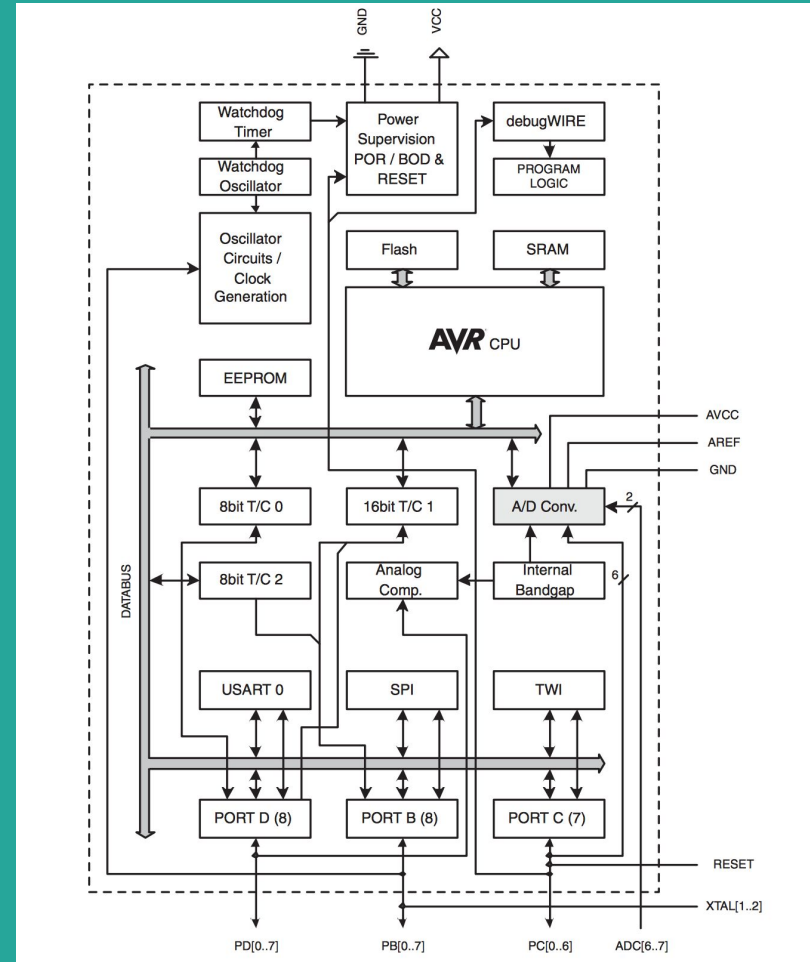 GND
VCC
Watchdog
Timer
Power
Supervision
POR / BOD &
RESET
debugWIRE
Watchdog
Oscillator
PROGRAM
LOGIC
Oscillator
Circuits /
Clock
Generation
Flash
SRAM
AVR CPU
EEPROM
AVCC
AREF
GND
8bit T/C 0
16bit T/C 1
A/D Conv.
2
DATABUS
8bit T/C 2
Analog
Comp.
Internal
Bandgap
6
USART 0
SPI
TWI
PORT D (8)
PORT B (8)
PORT C (7)
RESET
XTAL[1..2]
PD[0..7]
PB[0..7]
PC[0..6]
ADC[6..7]